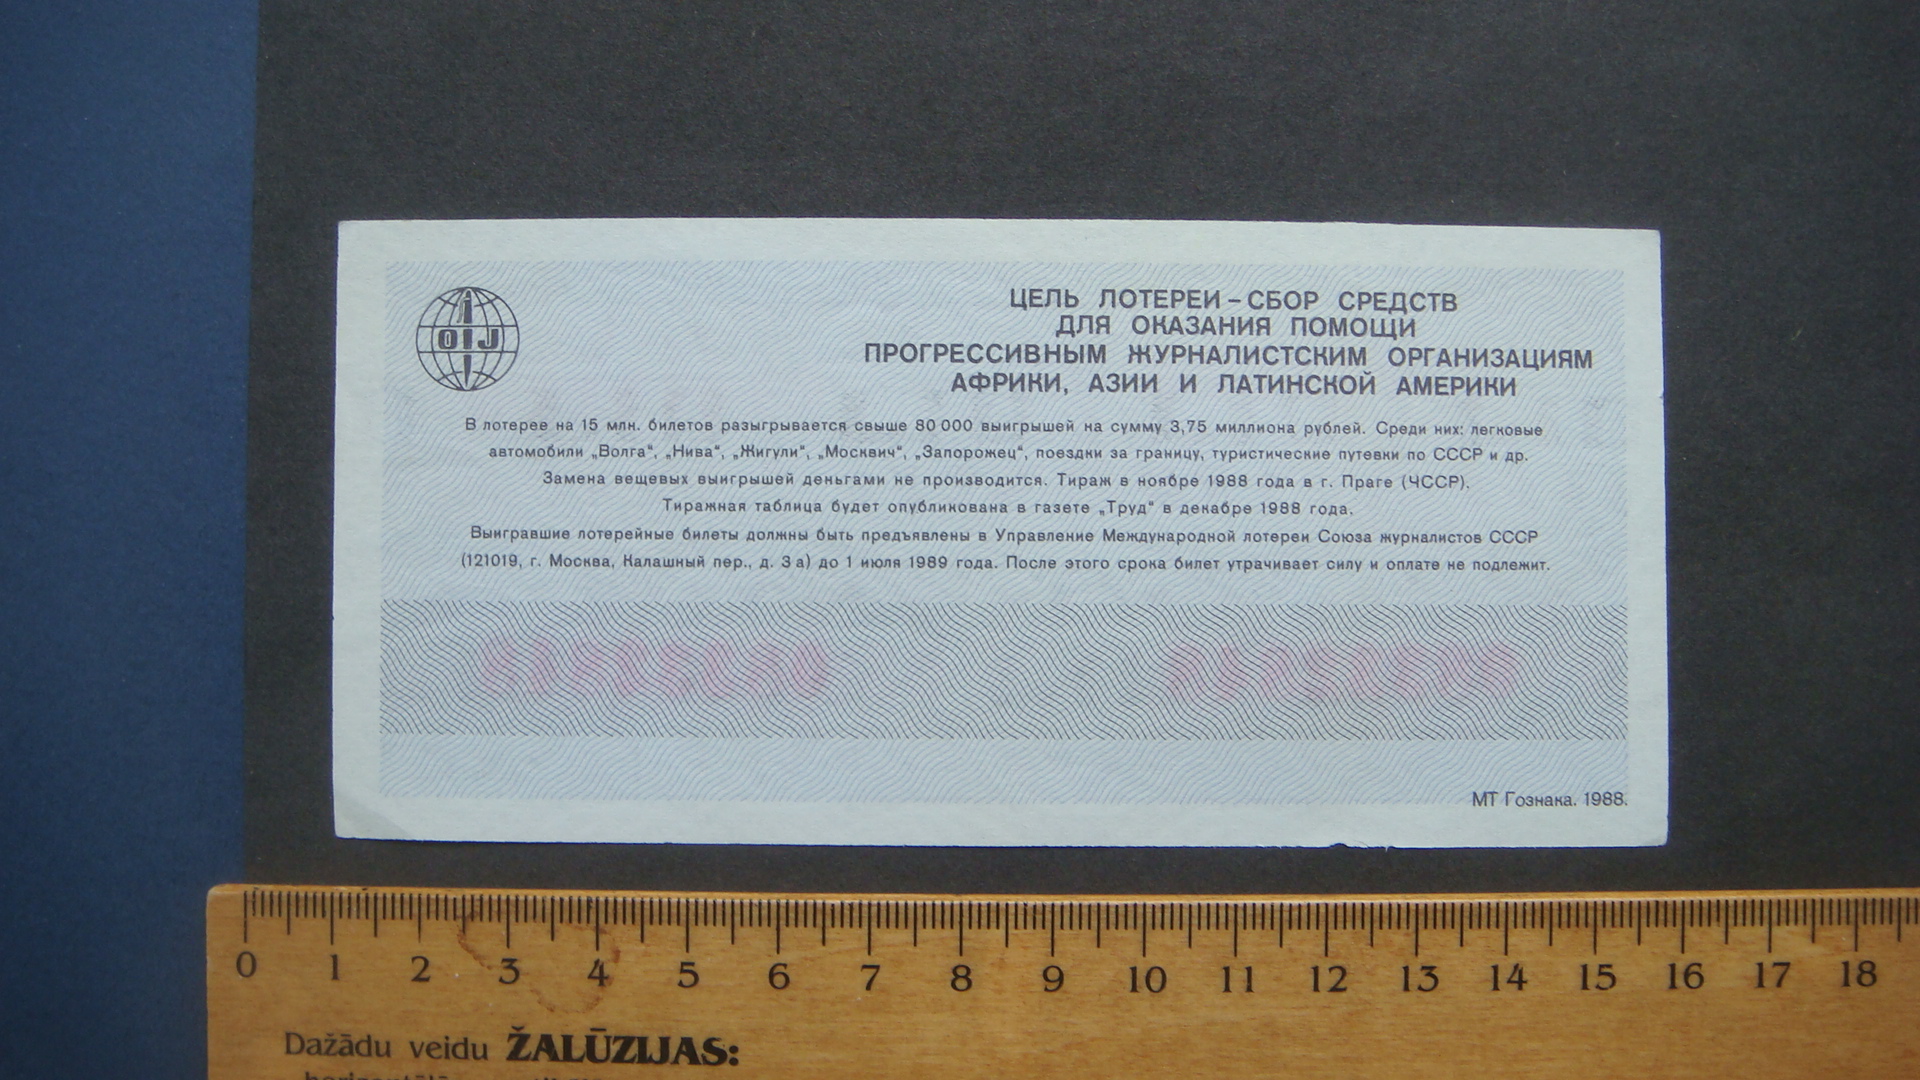 OIJ
ЦЕЛЬ ЛОТЕРЕИ – СБОР СРЕДСТВ
ДЛЯ ОКАЗАНИЯ ПОМОЩИ
ПРОГРЕССИВНЫМ ЖУРНАЛИСТСКИМ ОРГАНИЗАЦИЯМ
АФРИКИ, АЗИИ И ЛАТИНСКОЙ АМЕРИКИ
В лотерее на 15 млн. билетов разыгрывается свыше 80 000 выигрышей на сумму 3,75 миллиона рублей. Среди них: легковые
автомобили „Волга“, „Нива“, „Жигули“, „Москвич“, „Запорожец“, поездки за границу, туристические путевки по СССР и др.
Замена вещевых выигрышей деньгами не производится. Тираж в ноябре 1988 года в г. Праге (ЧССР).
Тиражная таблица будет опубликована в газете „Труд“ в декабре 1988 года.
Выигравшие лотерейные билеты должны быть предъявлены в Управление Международной лотереи Союза журналистов СССР
(121019, г. Москва, Калашный пер., д. 3 а) до 1 июля 1989 года. После этого срока билет утрачивает силу и оплате не подлежит.
МТ Гознака. 1988.
0 1 2 3 4 5 6 7 8 9 10 11 12 13 14 15 16 17 18
Dažādu veidu ŽALŪZIJAS: